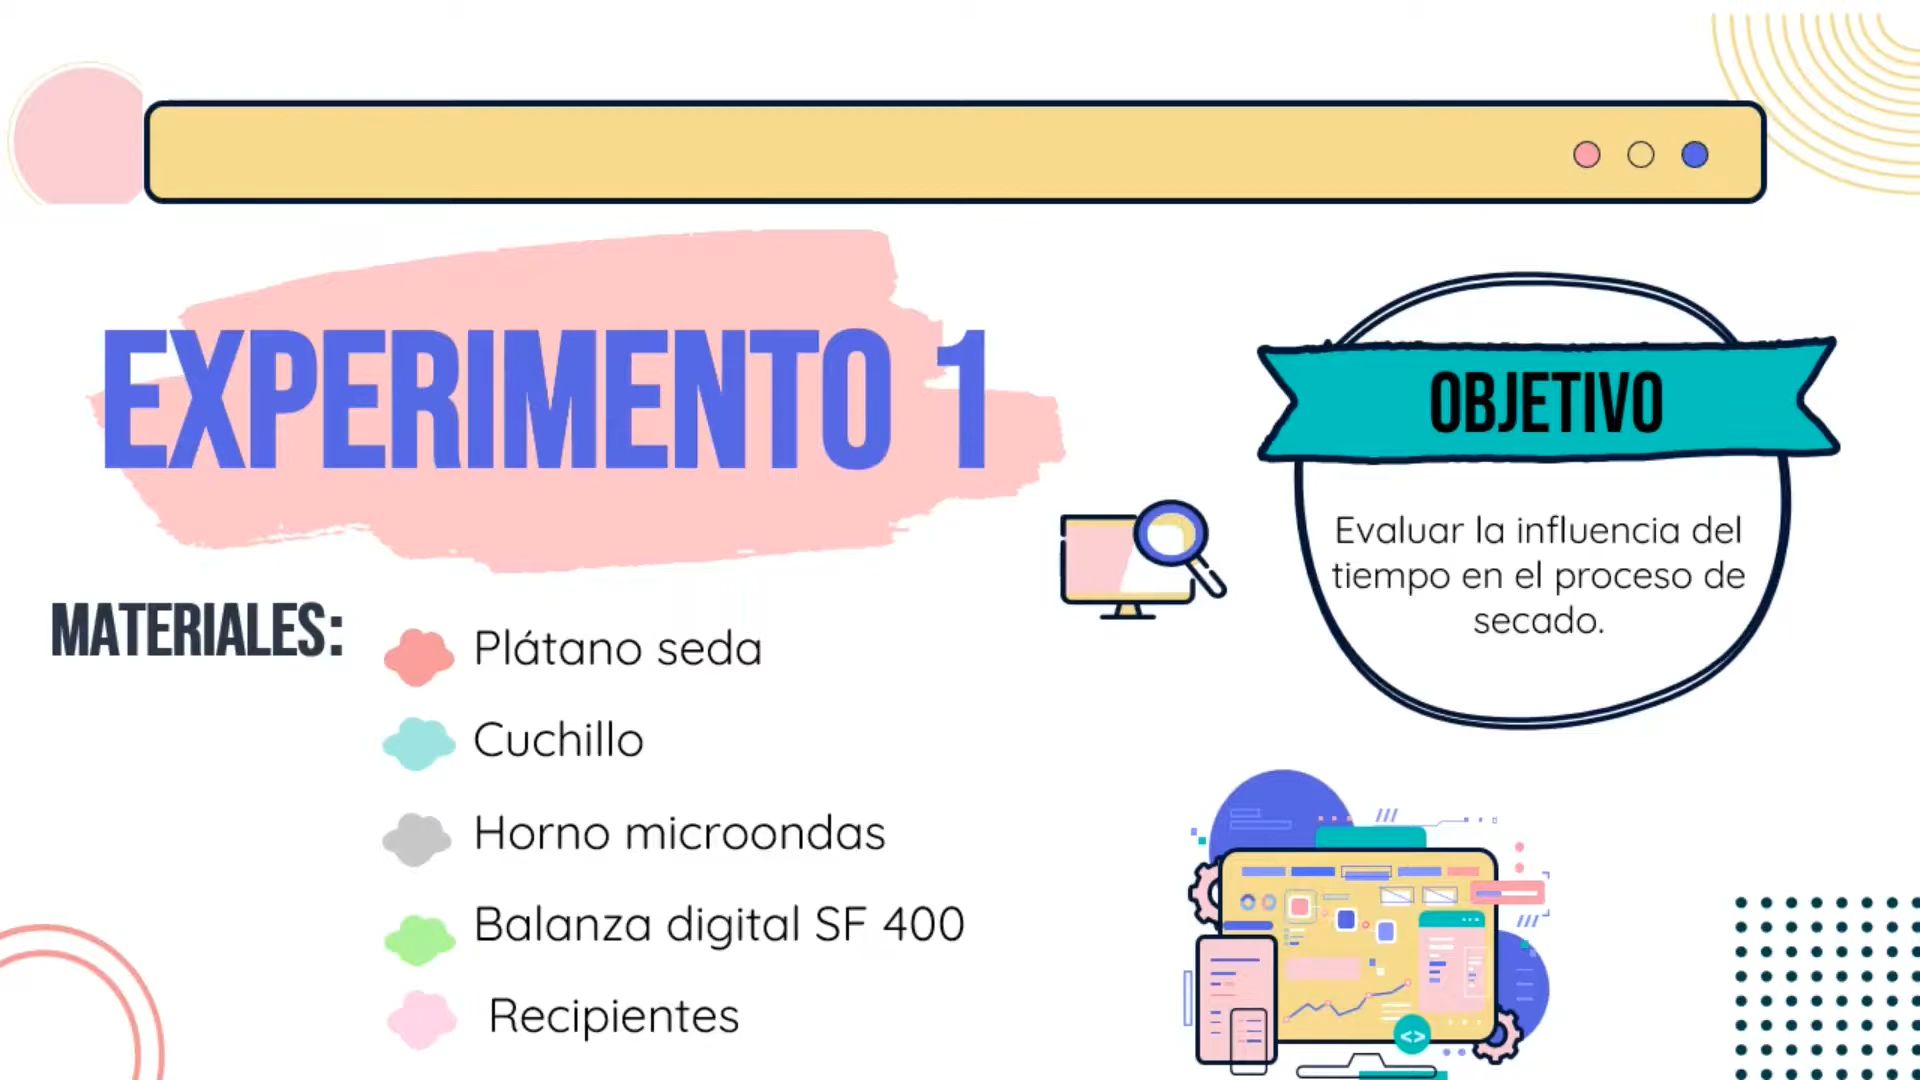 EXPERIMENTO 1
OBJETIVO
Evaluar la influencia del
tiempo en el proceso de
secado.
MATERIALES:
Plátano seda
Cuchillo
Horno microondas
Balanza digital SF 400
Recipientes
<>